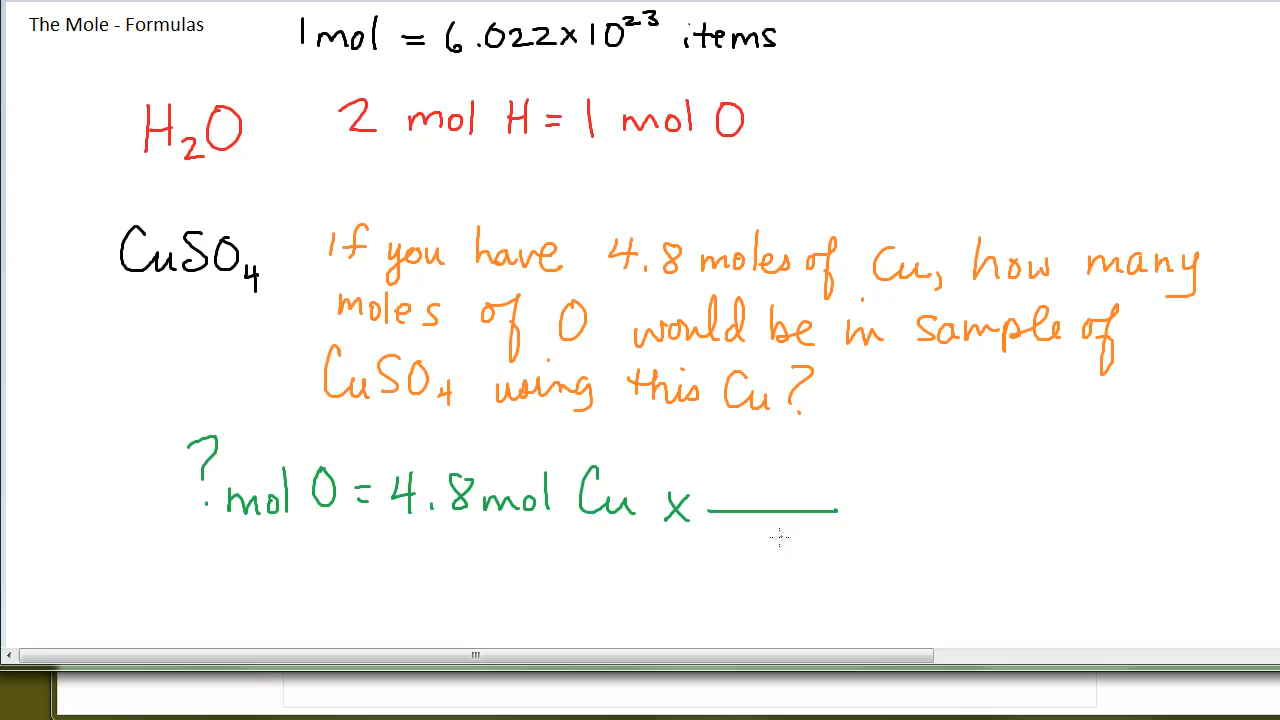 The Mole - Formulas
1 mol = 6.022×10²³ items
H₂O 2 mol H = 1 mol O
CuSO₄ If you have 4.8 moles of Cu, how many
moles of O would be in sample of
CuSO₄ using this Cu?
? mol O = 4.8 mol Cu x